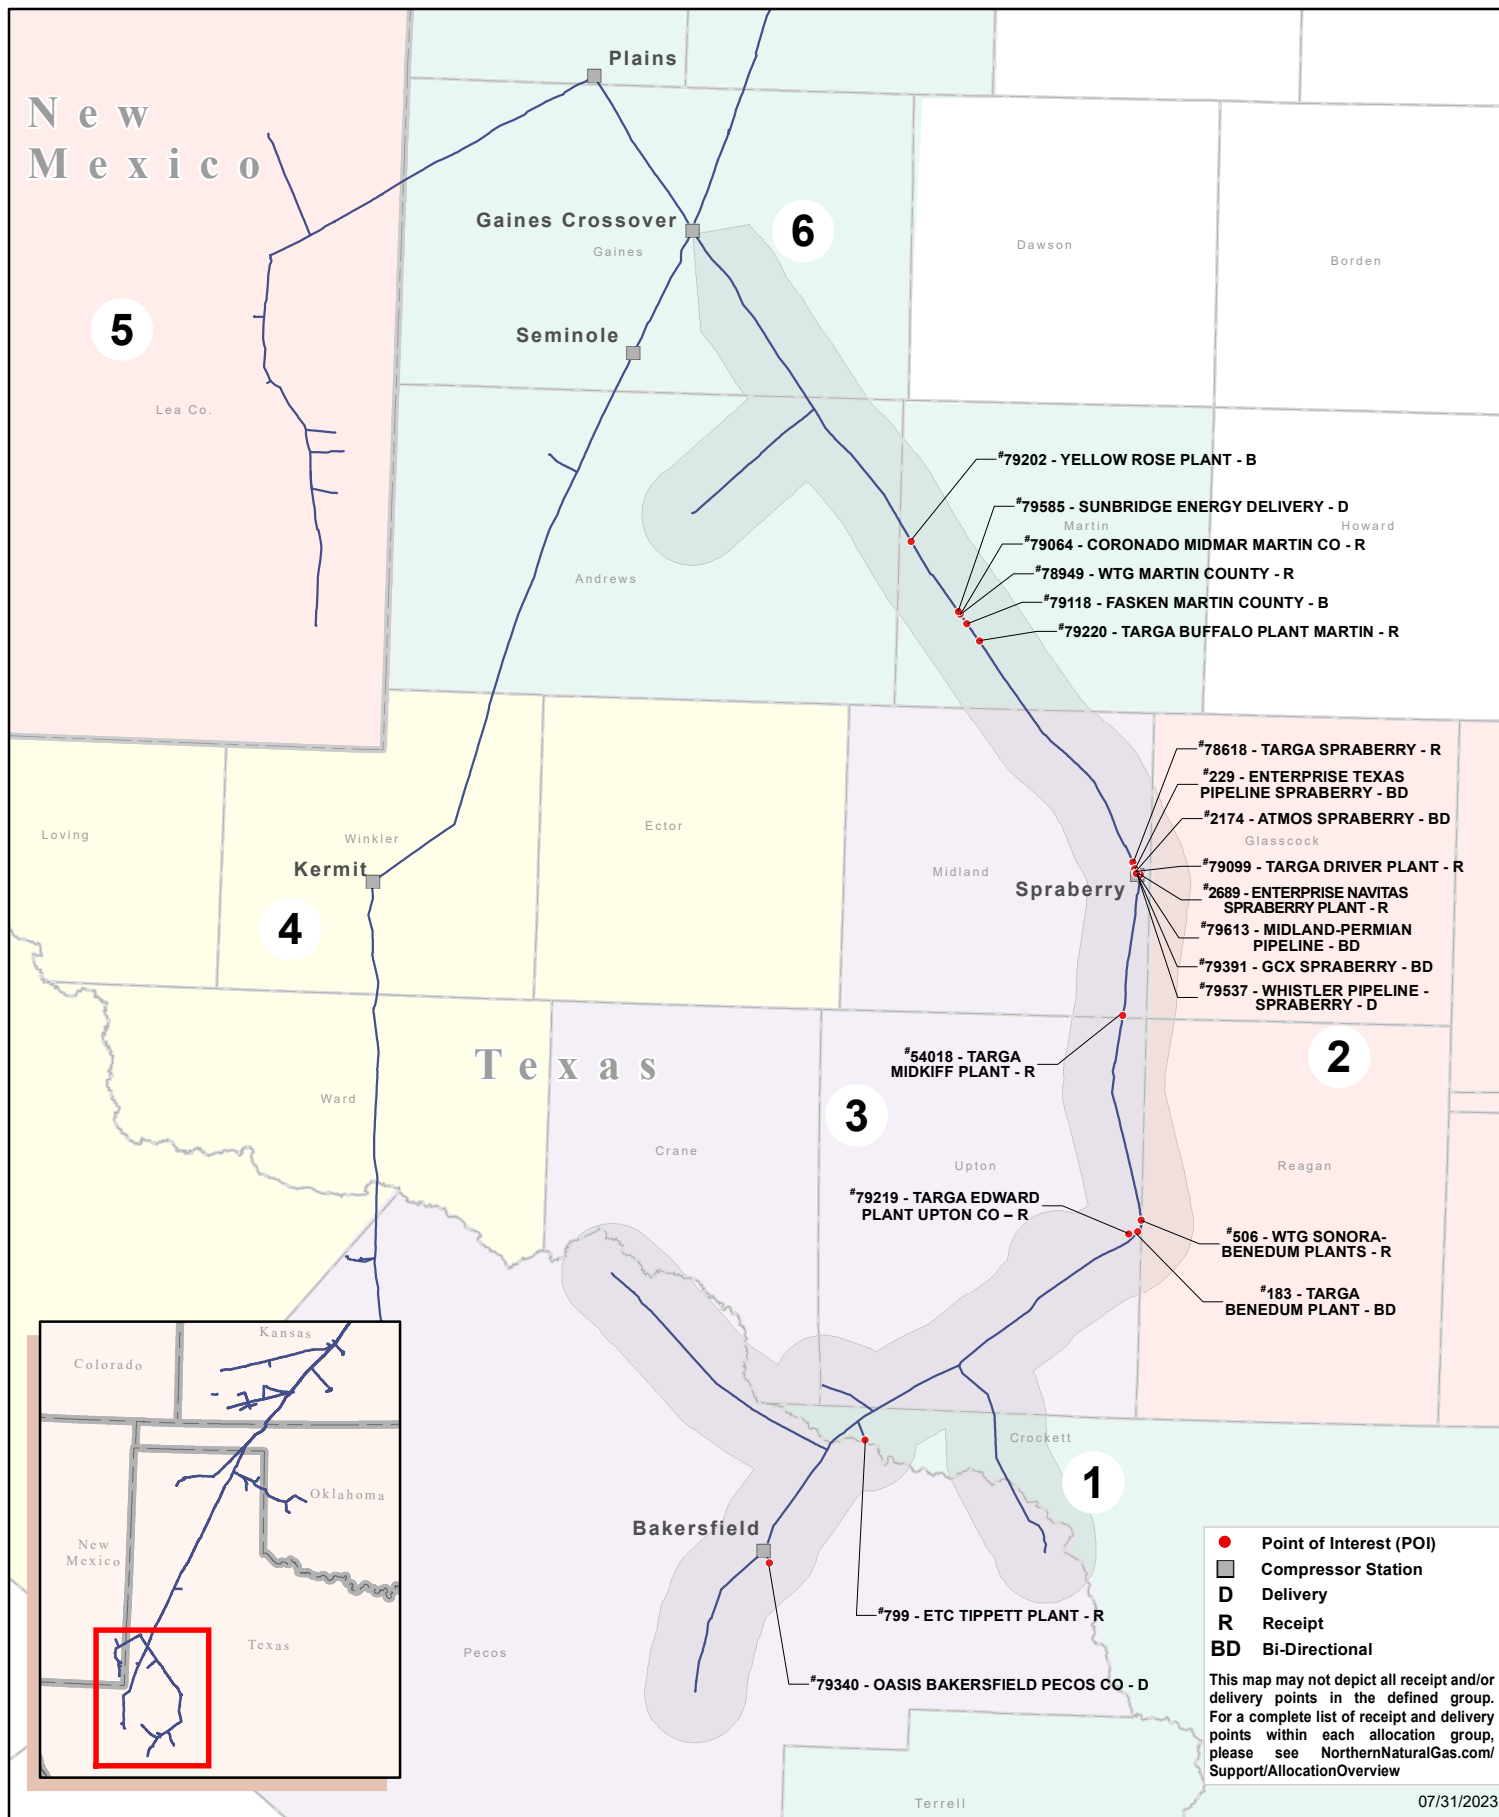 Plains
New
Mexico
Gaines Crossover
6
Gaines
Dawson
Borden
5
Seminole
Lea Co.
#79202 - YELLOW ROSE PLANT - B
#79585 - SUNBRIDGE ENERGY DELIVERY - D
Martin
Howard
#79064 - CORONADO MIDMAR MARTIN CO - R
#78949 - WTG MARTIN COUNTY - R
Andrews
#79118 - FASKEN MARTIN COUNTY - B
#79220 - TARGA BUFFALO PLANT MARTIN - R
#78618 - TARGA SPRABERRY - R
#229 - ENTERPRISE TEXAS
PIPELINE SPRABERRY - BD
#2174 - ATMOS SPRABERRY - BD
Loving
Winkler
Ector
Glasscock
Kermit
Midland
Spraberry
#79099 - TARGA DRIVER PLANT - R
#2689 - ENTERPRISE NAVITAS
SPRABERRY PLANT - R
4
#79613 - MIDLAND-PERMIAN
PIPELINE - BD
#79391 - GCX SPRABERRY - BD
#79537 - WHISTLER PIPELINE -
SPRABERRY - D
Texas
#54018 - TARGA
MIDKIFF PLANT - R
2
Ward
3
Crane
Upton
Reagan
#79219 - TARGA EDWARD
PLANT UPTON CO – R
#506 - WTG SONORA-
BENEDUM PLANTS - R
#183 - TARGA
BENEDUM PLANT - BD
Kansas
Colorado
Oklahoma
New
Mexico
Texas
Crockett
1
Bakersfield
#799 - ETC TIPPETT PLANT - R
Pecos
#79340 - OASIS BAKERSFIELD PECOS CO - D
Terrell
Point of Interest (POI)
Compressor Station
D Delivery
R Receipt
BD Bi-Directional
This map may not depict all receipt and/or
delivery points in the defined group.
For a complete list of receipt and delivery
points within each allocation group,
please see NorthernNaturalGas.com/
Support/AllocationOverview
07/31/2023